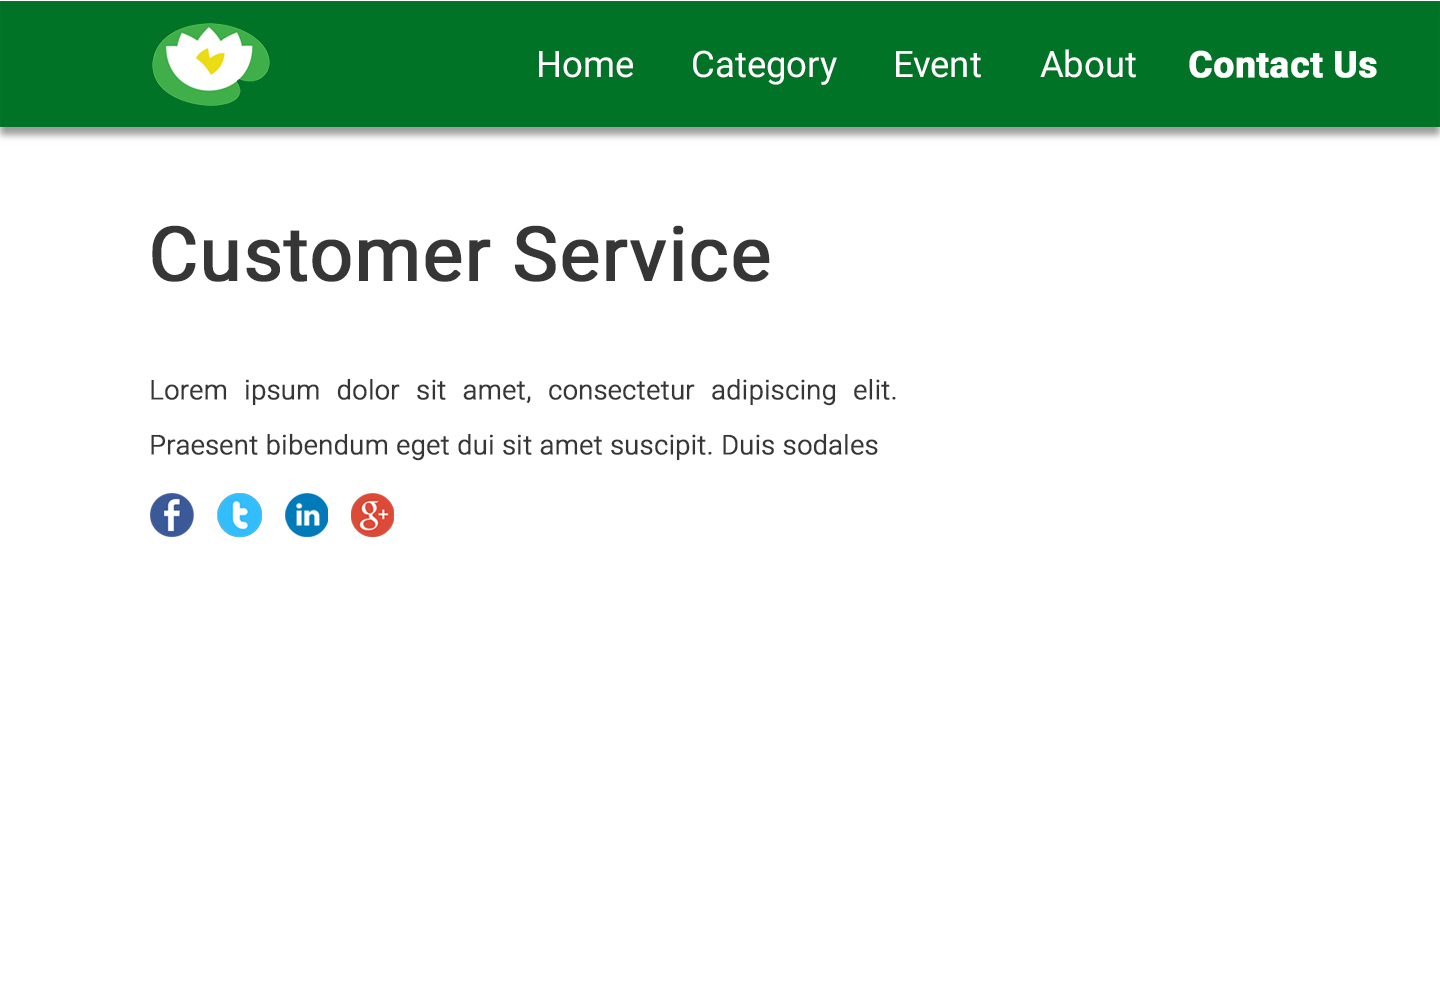 Home Category Event About Contact Us
Customer Service
Lorem ipsum dolor sit amet, consectetur adipiscing elit.
Praesent bibendum eget dui sit amet suscipit. Duis sodales
f t in g+